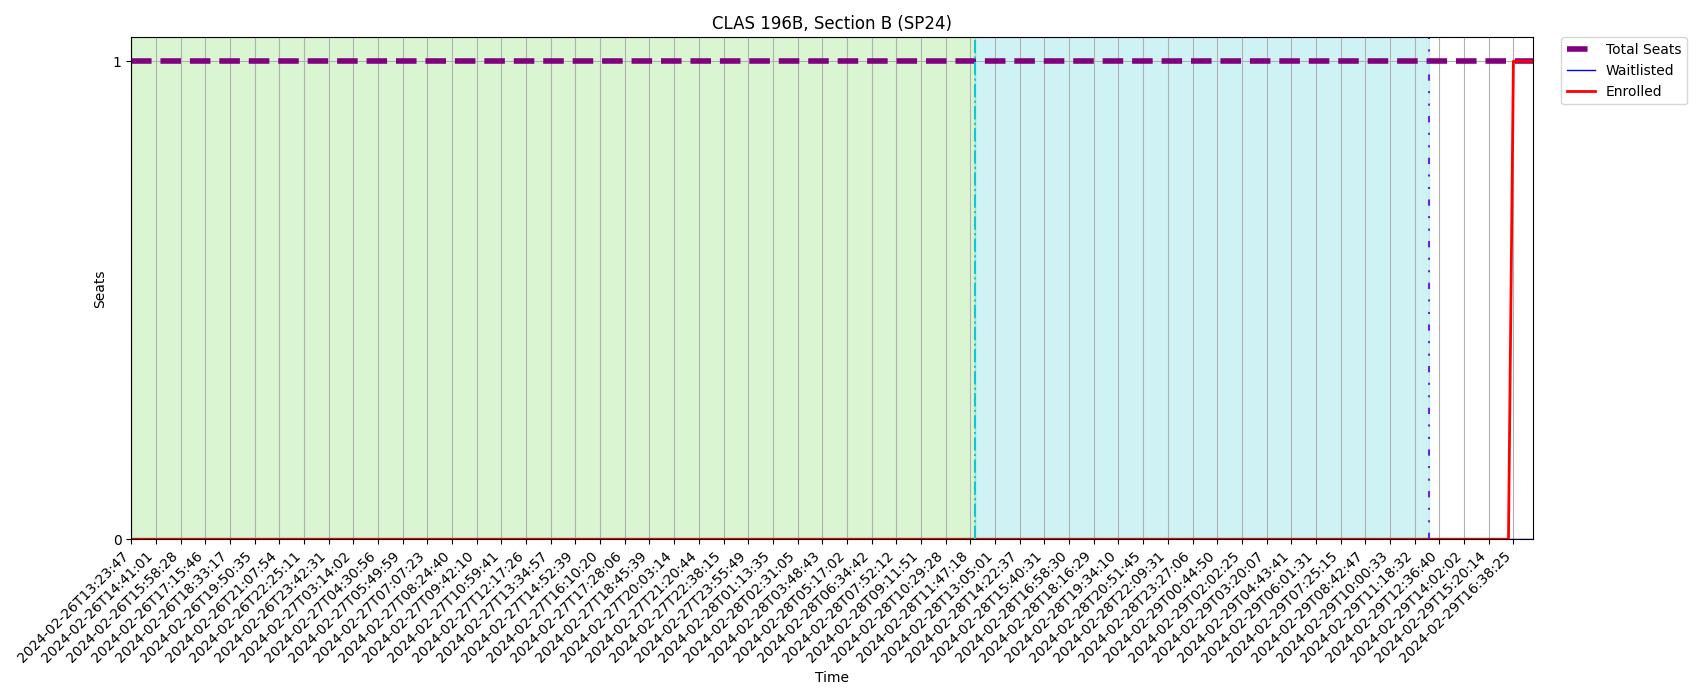 CLAS 196B, Section B (SP24)
Total Seats
Waitlisted
Enrolled
1
0
Seats
2024-02-26T13:23:47
2024-02-26T14:41:01
2024-02-26T15:58:28
2024-02-26T17:15:46
2024-02-26T18:33:17
2024-02-26T19:50:35
2024-02-26T21:07:54
2024-02-26T22:25:11
2024-02-26T23:42:31
2024-02-27T03:14:02
2024-02-27T04:30:56
2024-02-27T05:49:59
2024-02-27T07:07:23
2024-02-27T08:24:40
2024-02-27T09:42:10
2024-02-27T10:59:41
2024-02-27T12:17:26
2024-02-27T13:34:57
2024-02-27T14:52:39
2024-02-27T16:10:20
2024-02-27T17:28:06
2024-02-27T18:45:39
2024-02-27T20:03:14
2024-02-27T21:20:44
2024-02-27T22:38:15
2024-02-27T23:55:49
2024-02-28T01:13:35
2024-02-28T02:31:05
2024-02-28T03:48:43
2024-02-28T05:17:02
2024-02-28T06:34:42
2024-02-28T07:52:12
2024-02-28T09:11:51
2024-02-28T10:29:28
2024-02-28T11:47:18
2024-02-28T13:05:01
2024-02-28T14:22:37
2024-02-28T15:40:31
2024-02-28T16:58:30
2024-02-28T18:16:29
2024-02-28T19:34:10
2024-02-28T20:51:45
2024-02-28T22:09:31
2024-02-28T23:27:06
2024-02-29T00:44:50
2024-02-29T02:02:25
2024-02-29T03:20:07
2024-02-29T04:43:41
2024-02-29T06:01:31
2024-02-29T07:25:15
2024-02-29T08:42:47
2024-02-29T10:00:33
2024-02-29T11:18:32
2024-02-29T12:36:40
2024-02-29T14:02:02
2024-02-29T15:20:14
2024-02-29T16:38:25
Time